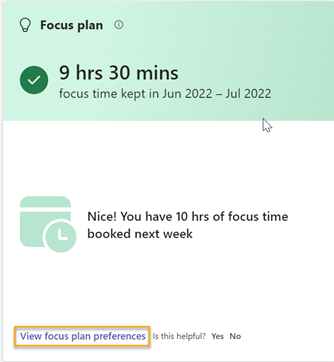 Focus plan
9 hrs 30 mins
focus time kept in Jun 2022 – Jul 2022
Nice! You have 10 hrs of focus time
booked next week
View focus plan preferences Is this helpful? Yes No